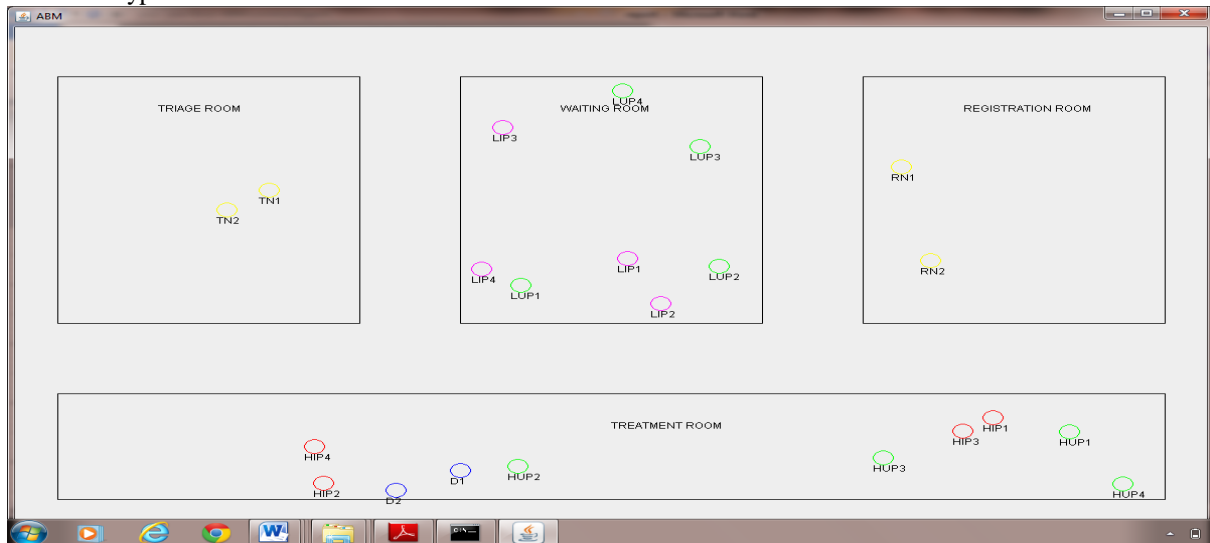 ABM
TRIAGE ROOM
TN1
TN2
LUP4
WAITING ROOM
LIP3
LUP3
LIP1
LIP4
LUP2
LUP1
LIP2
REGISTRATION ROOM
RN1
RN2
TREATMENT ROOM
HIP1
HIP3
HUP1
HIP4
HUP3
D1
HUP2
HIP2
D2
HUP4